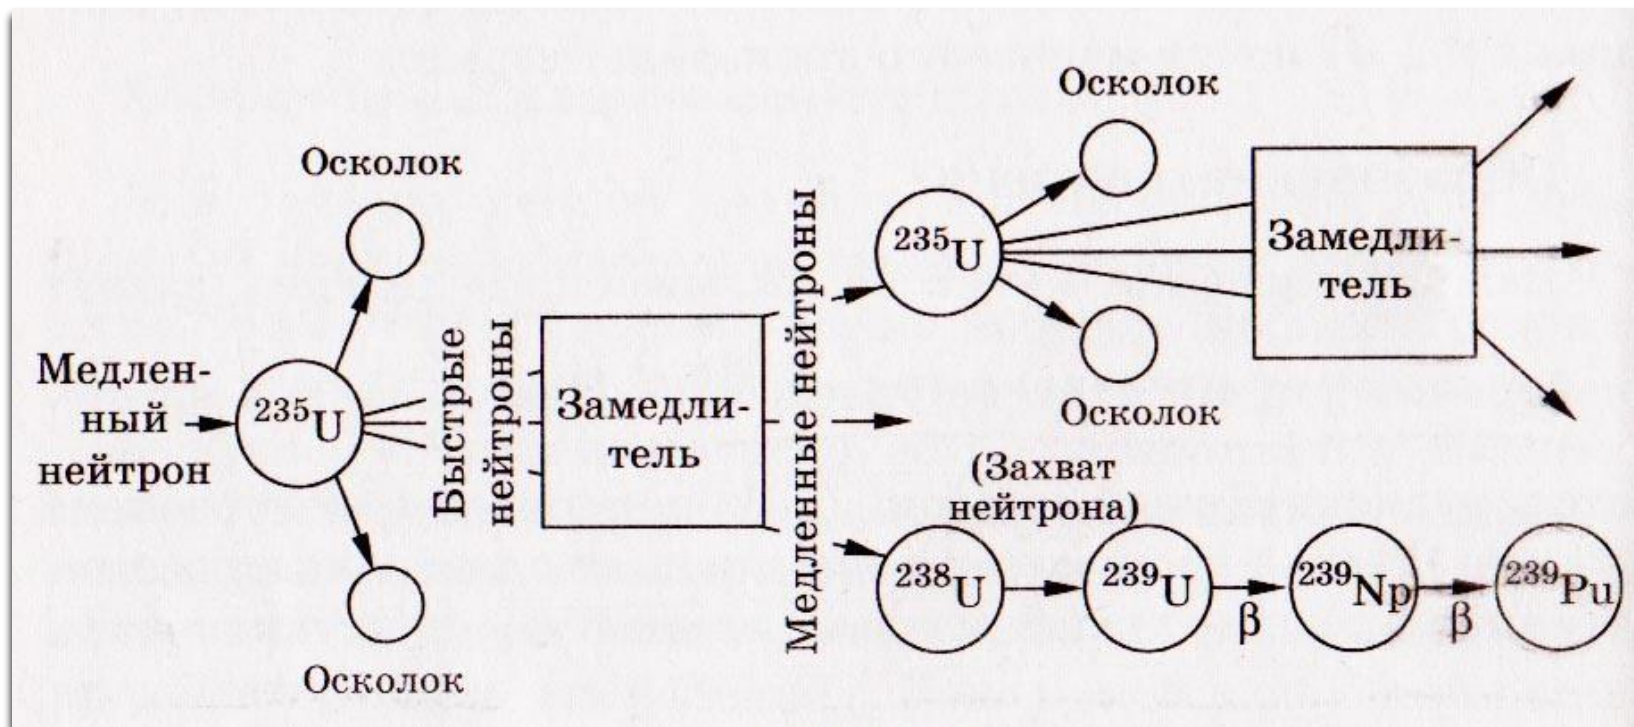 Осколок
Медлен-
ный
нейтрон
²³⁵U
Осколок
Быстрые
нейтроны
Замедли-
тель
Медленные нейтроны
Осколок
²³⁵U
Осколок
Замедли-
тель
(Захват
нейтрона)
²³⁸U
²³⁹U
β
²³⁹Np
β
²³⁹Pu